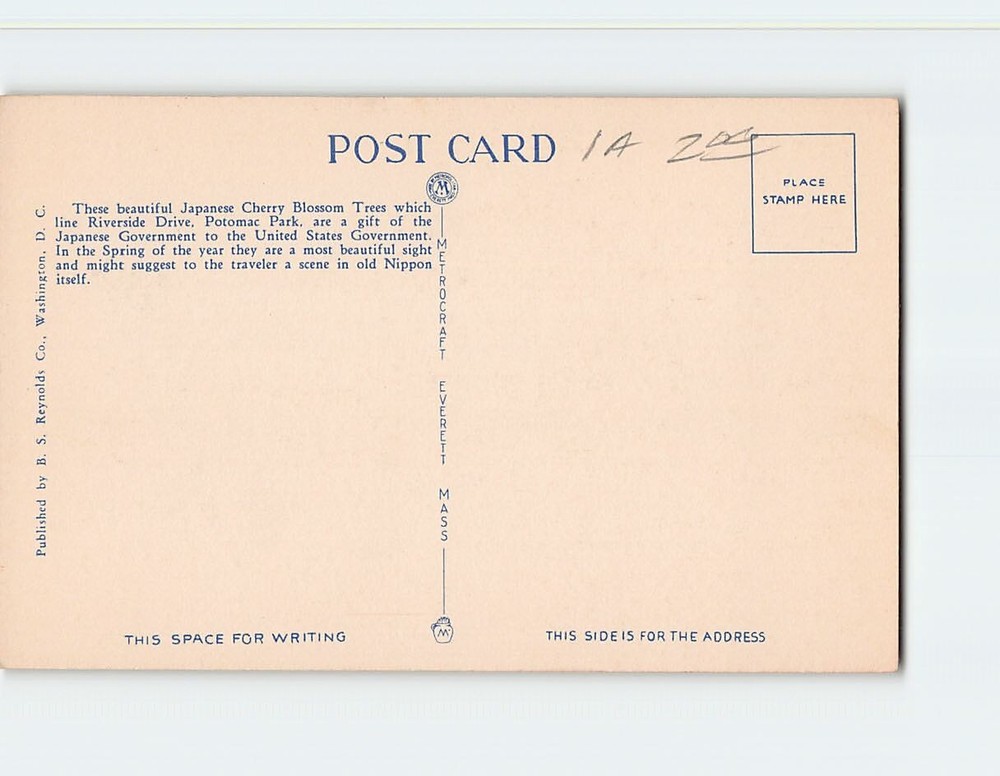 POST CARD
1A 200
PLACE
STAMP HERE
These beautiful Japanese Cherry Blossom Trees which
line Riverside Drive, Potomac Park, are a gift of the
Japanese Government to the United States Government.
In the Spring of the year they are a most beautiful sight
and might suggest to the traveler a scene in old Nippon
itself.
Published by B. S. Reynolds Co., Washington, D. C.
METROCRAFT EVERETT MASS
THIS SPACE FOR WRITING
THIS SIDE IS FOR THE ADDRESS